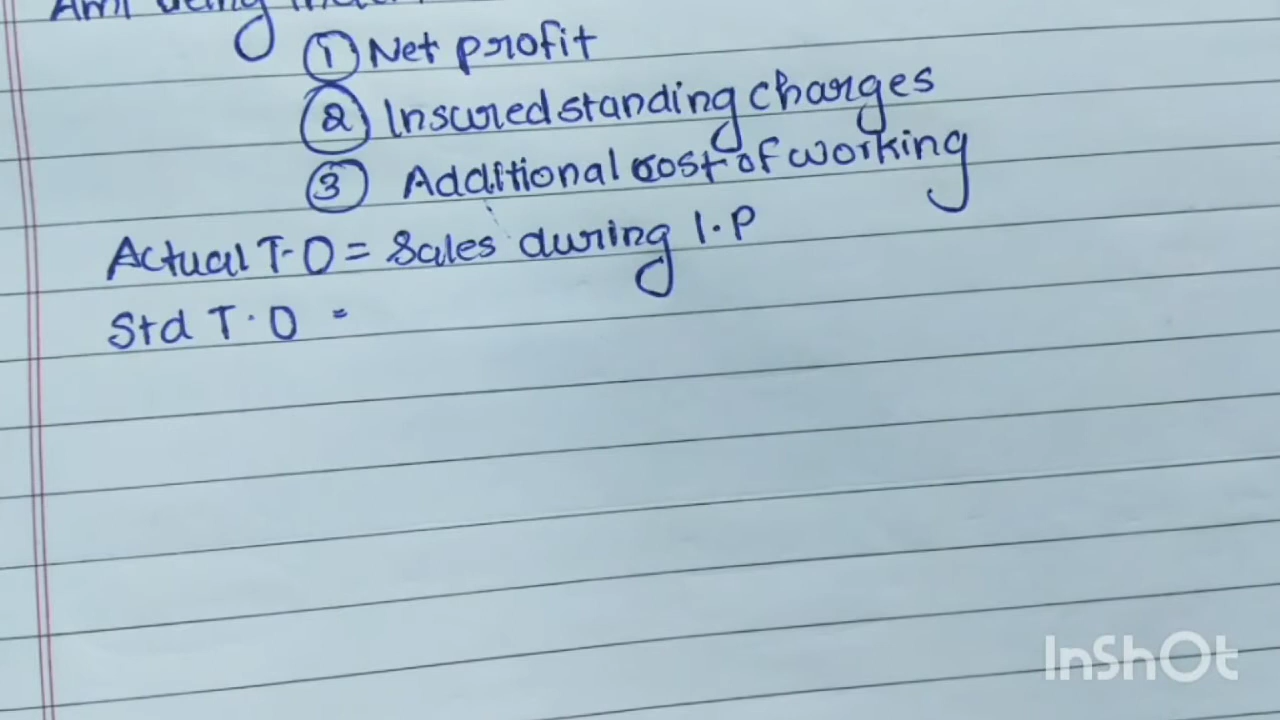 ① Net profit
② Insured standing charges
③ Additional cost of working
Actual T-O = Sales during I.P
Std T.O =
InShOt